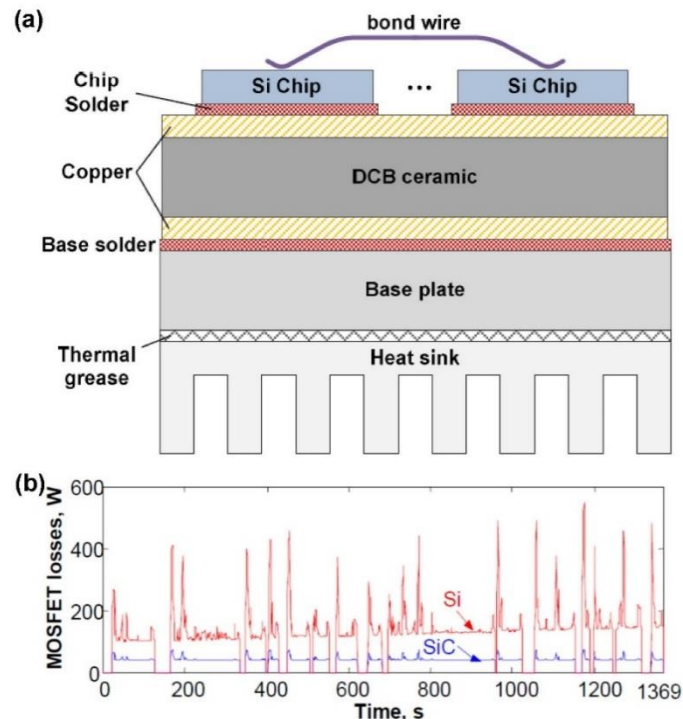 (a)
bond wire
Chip
Solder
Si Chip
...
Si Chip
Copper
DCB ceramic
Base solder
Base plate
Thermal
grease
Heat sink
(b)
MOSFET losses, W
600
400
200
0
Si
SiC
0 200 400 600 800 1000 1200 1369
Time, s